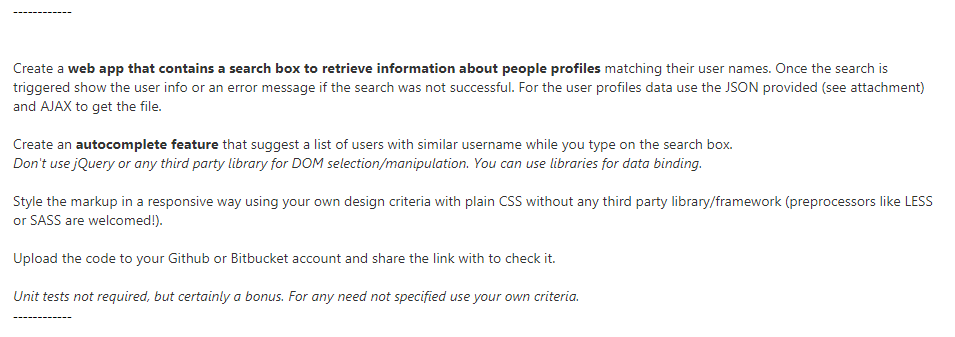 ------------
Create a web app that contains a search box to retrieve information about people profiles matching their user names. Once the search is
triggered show the user info or an error message if the search was not successful. For the user profiles data use the JSON provided (see attachment)
and AJAX to get the file.
Create an autocomplete feature that suggest a list of users with similar username while you type on the search box.
Don't use jQuery or any third party library for DOM selection/manipulation. You can use libraries for data binding.
Style the markup in a responsive way using your own design criteria with plain CSS without any third party library/framework (preprocessors like LESS
or SASS are welcomed!).
Upload the code to your Github or Bitbucket account and share the link with to check it.
Unit tests not required, but certainly a bonus. For any need not specified use your own criteria.
------------